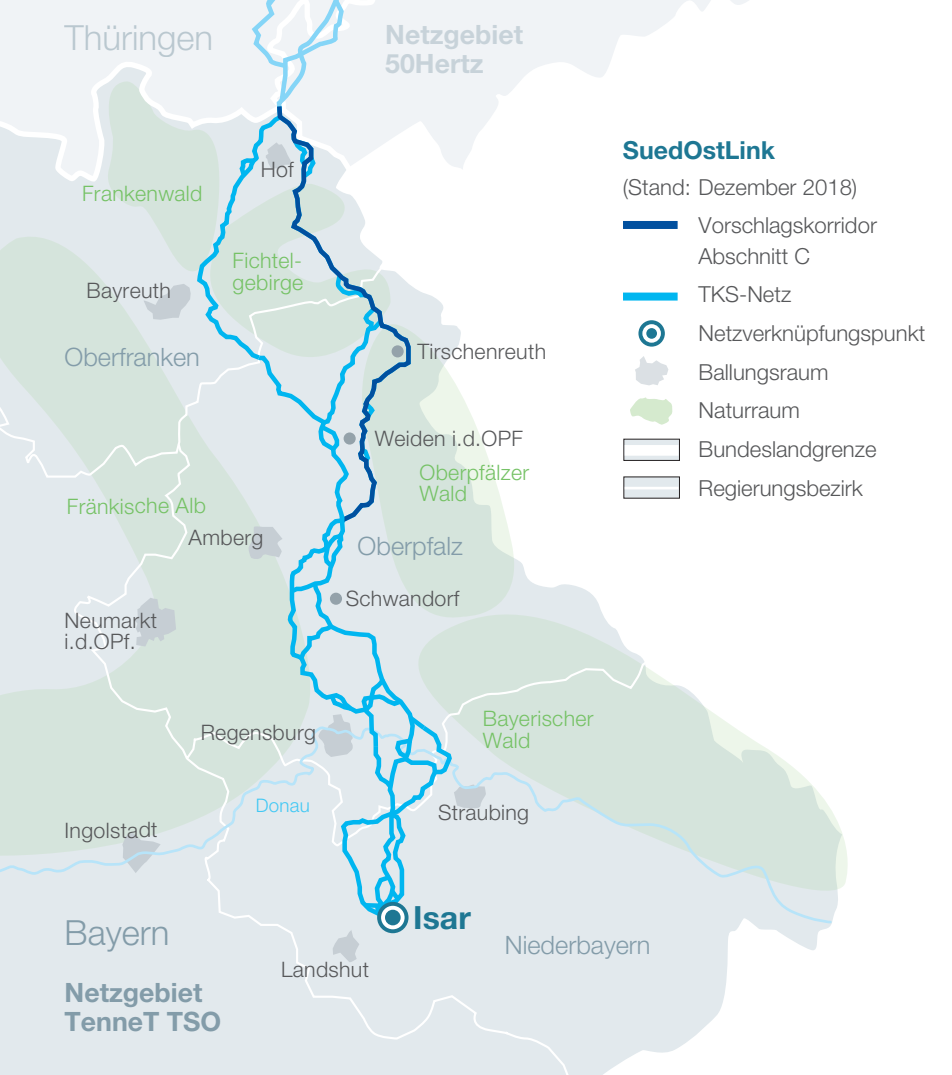 Thüringen
Netzgebiet
50Hertz
Hof
Frankenwald
Fichtel-
gebirge
Bayreuth
Oberfranken
Tirschenreuth
Weiden i.d.OPF
Oberpfälzer
Wald
Fränkische Alb
Amberg
Oberpfalz
Schwandorf
Neumarkt
i.d.OPf.
Regensburg
Bayerischer
Wald
Donau
Straubing
Ingolstadt
Isar
Bayern
Niederbayern
Landshut
Netzgebiet
TenneT TSO
SuedOstLink
(Stand: Dezember 2018)
Vorschlagskorridor
Abschnitt C
TKS-Netz
Netzverknüpfungspunkt
Ballungsraum
Naturraum
Bundeslandgrenze
Regierungsbezirk